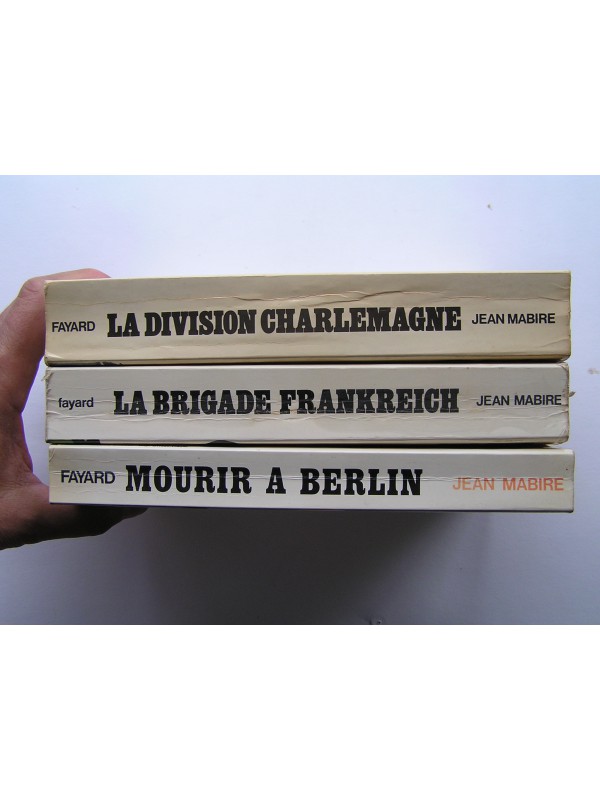 FAYARD LA DIVISION CHARLEMAGNE JEAN MABIRE
fayard LA BRIGADE FRANKREICH JEAN MABIRE
FAYARD MOURIR A BERLIN JEAN MABIRE